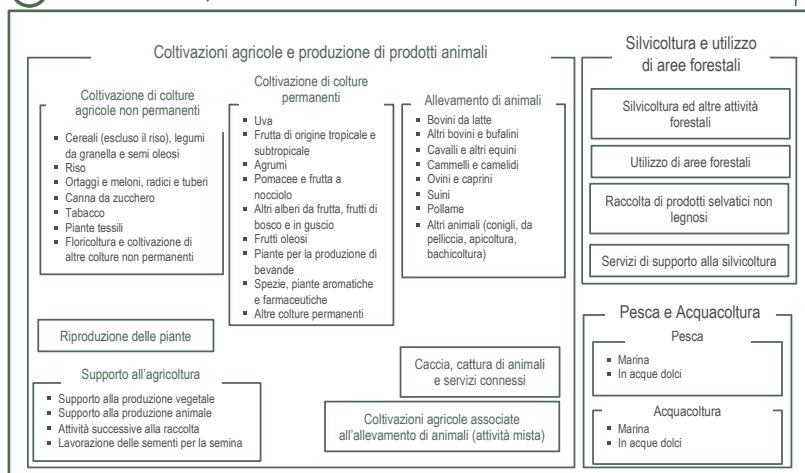 Coltivazioni agricole e produzione di prodotti animali
Coltivazione di colture
agricole non permanenti
▪ Cereali (escluso il riso), legumi
da granella e semi oleosi
▪ Riso
▪ Ortaggi e meloni, radici e tuberi
▪ Canna da zucchero
▪ Tabacco
▪ Piante tessili
▪ Floricoltura e coltivazione di
altre colture non permanenti
Coltivazione di colture
permanenti
▪ Uva
▪ Frutta di origine tropicale e
subtropicale
▪ Agrumi
▪ Pomacee e frutta a
nocciolo
▪ Altri alberi da frutta, frutti di
bosco e in guscio
▪ Frutti oleosi
▪ Piante per la produzione di
bevande
▪ Spezie, piante aromatiche
e farmaceutiche
▪ Altre colture permanenti
Allevamento di animali
▪ Bovini da latte
▪ Altri bovini e bufalini
▪ Cavalli e altri equini
▪ Cammelli e camelidi
▪ Ovini e caprini
▪ Suini
▪ Pollame
▪ Altri animali (conigli, da
pelliccia, apicoltura,
bachicoltura)
Riproduzione delle piante
Supporto all'agricoltura
▪ Supporto alla produzione vegetale
▪ Supporto alla produzione animale
▪ Attività successive alla raccolta
▪ Lavorazione delle sementi per la semina
Caccia, cattura di animali
e servizi connessi
Coltivazioni agricole associate
all'allevamento di animali (attività mista)
Silvicoltura e utilizzo
di aree forestali
Silvicoltura ed altre attività
forestali
Utilizzo di aree forestali
Raccolta di prodotti selvatici non
legnosi
Servizi di supporto alla silvicoltura
Pesca e Acquacoltura
Pesca
▪ Marina
▪ In acque dolci
Acquacoltura
▪ Marina
▪ In acque dolci